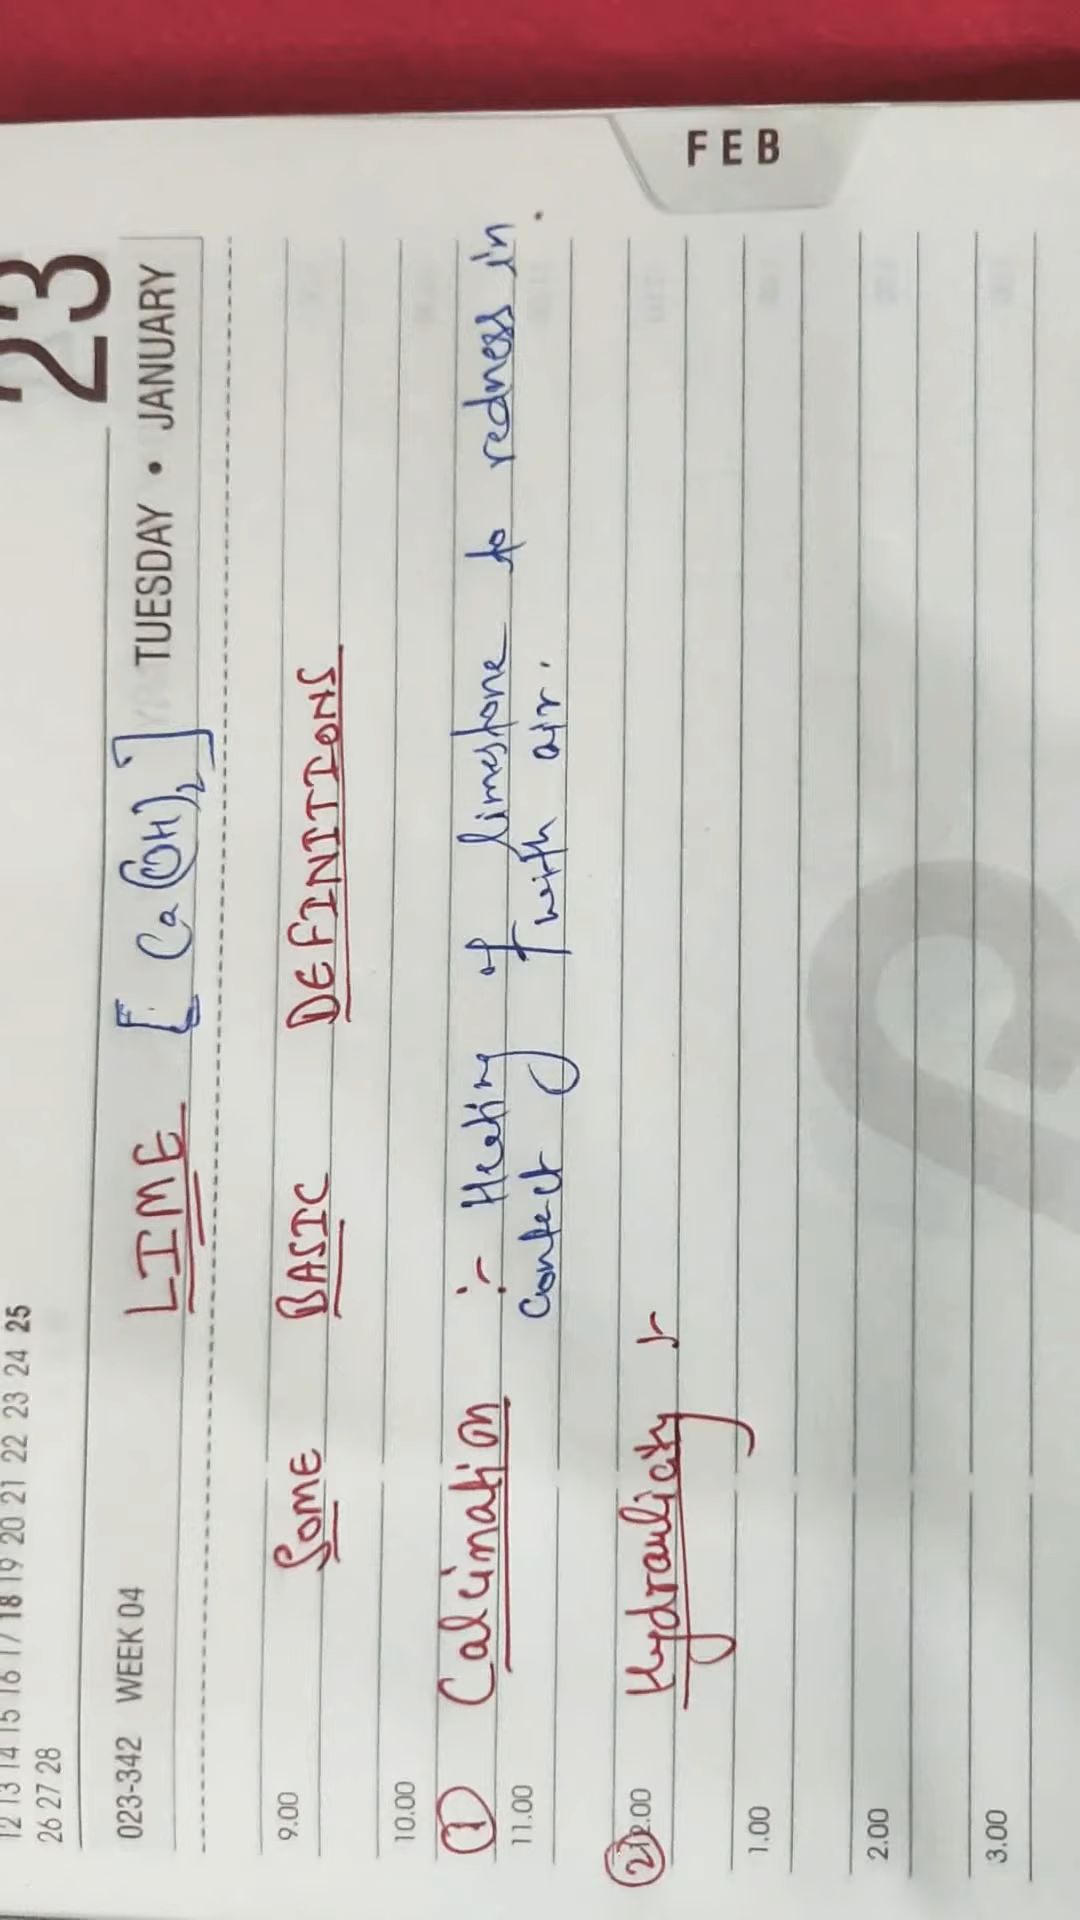 23
12 13 14 15 16 17 18 19 20 21 22 23 24 25
26 27 28
023-342 WEEK 04
TUESDAY • JANUARY
FEB
LIME [Ca(OH)₂]
9.00
SOME BASIC DEFINITIONS
10.00
① Calcination :- Heating of limestone to redness in
11.00
contact with air.
② Hydraulicity :-
2.00
1.00
2.00
3.00